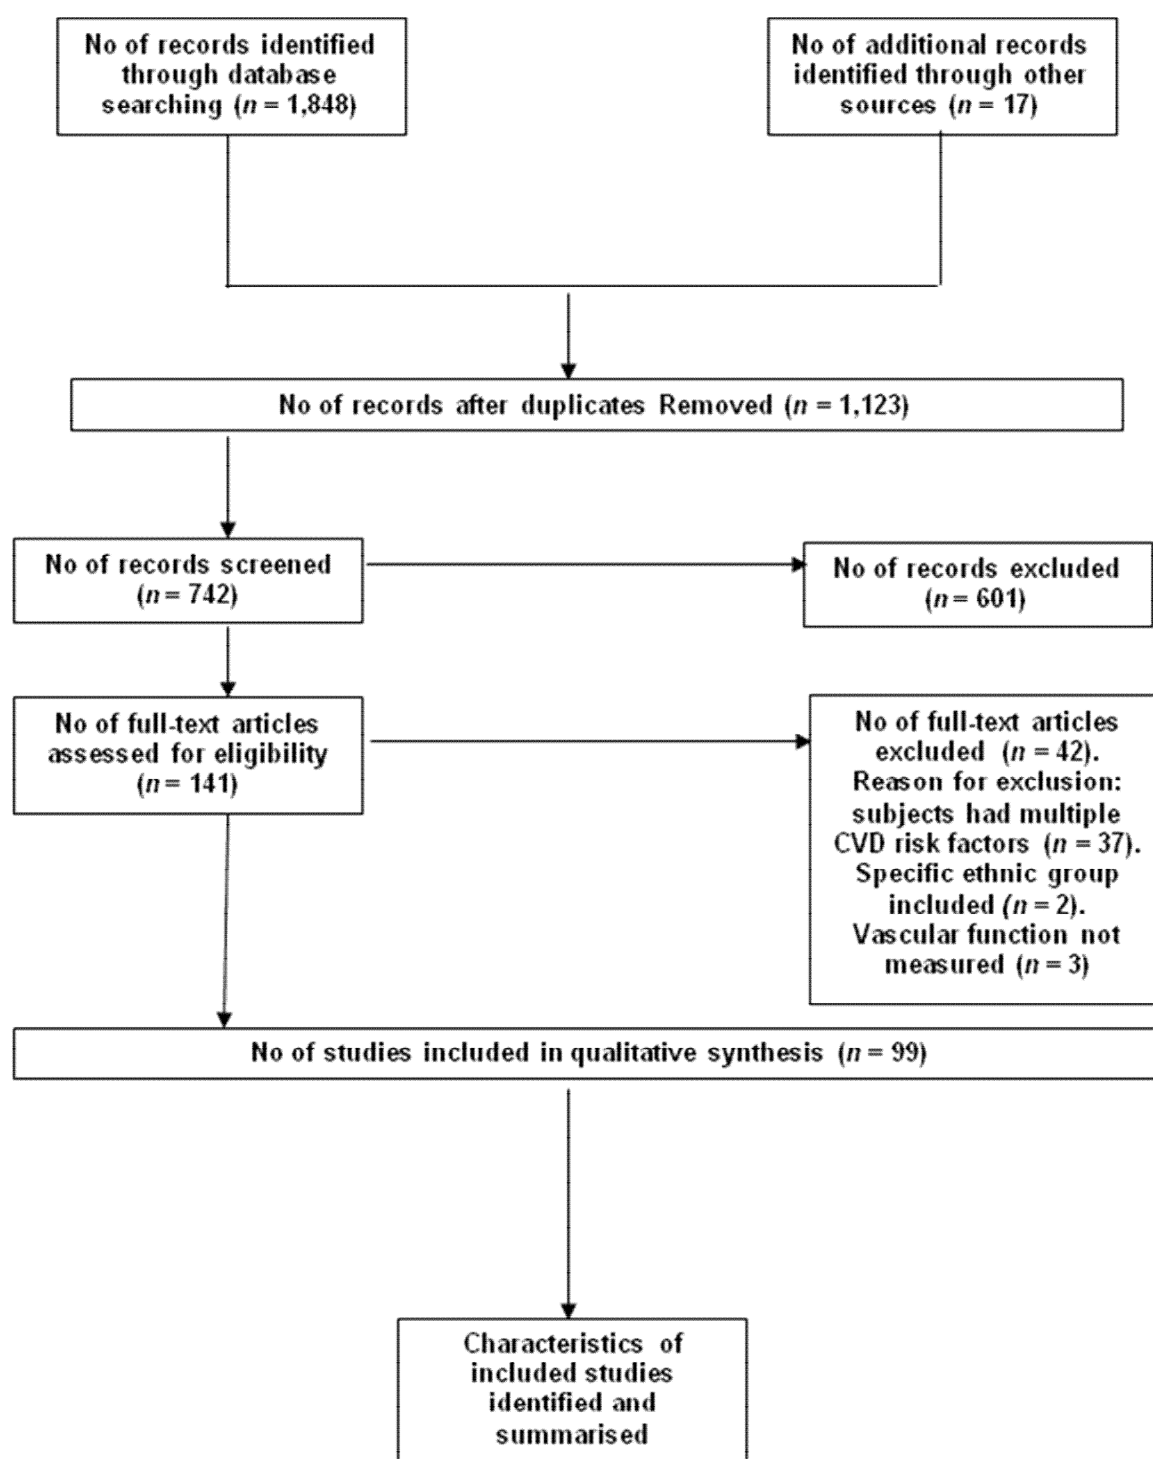 No of records identified
through database
searching (n = 1,848)
No of additional records
identified through other
sources (n = 17)
No of records after duplicates Removed (n = 1,123)
No of records screened
(n = 742)
No of records excluded
(n = 601)
No of full-text articles
assessed for eligibility
(n = 141)
No of full-text articles
excluded (n = 42).
Reason for exclusion:
subjects had multiple
CVD risk factors (n = 37).
Specific ethnic group
included (n = 2).
Vascular function not
measured (n = 3)
No of studies included in qualitative synthesis (n = 99)
Characteristics of
included studies
identified and
summarised